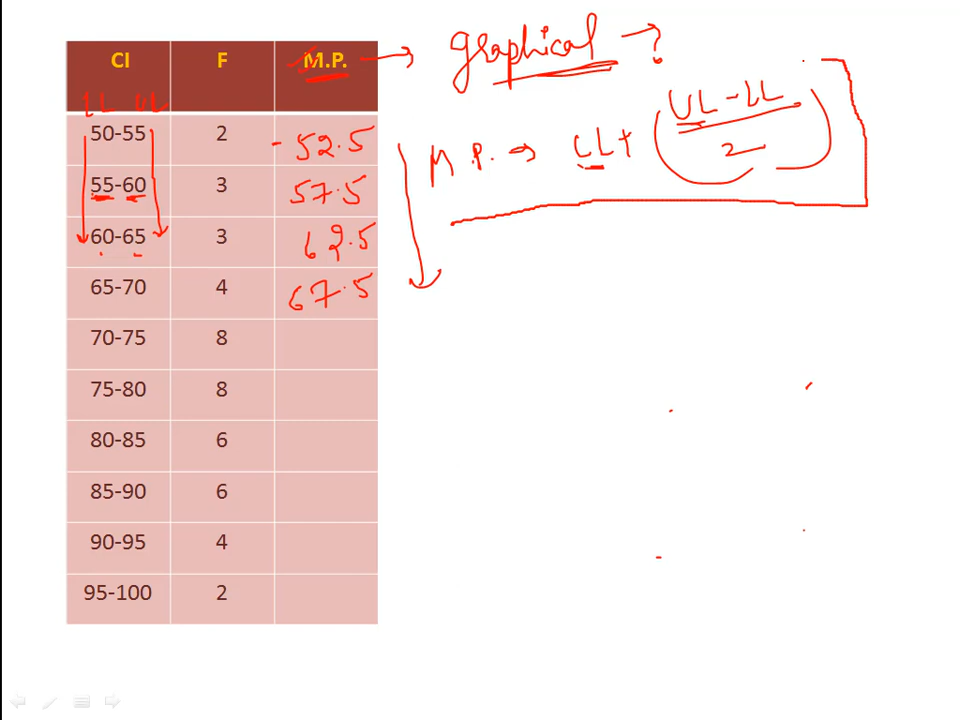 CI F M.P. → graphical → ?
LL UL
M.P. → LL + (UL - LL / 2)
50-55 2 - 52.5
55-60 3 57.5
60-65 3 62.5
65-70 4 67.5
70-75 8
75-80 8
80-85 6
85-90 6
90-95 4
95-100 2